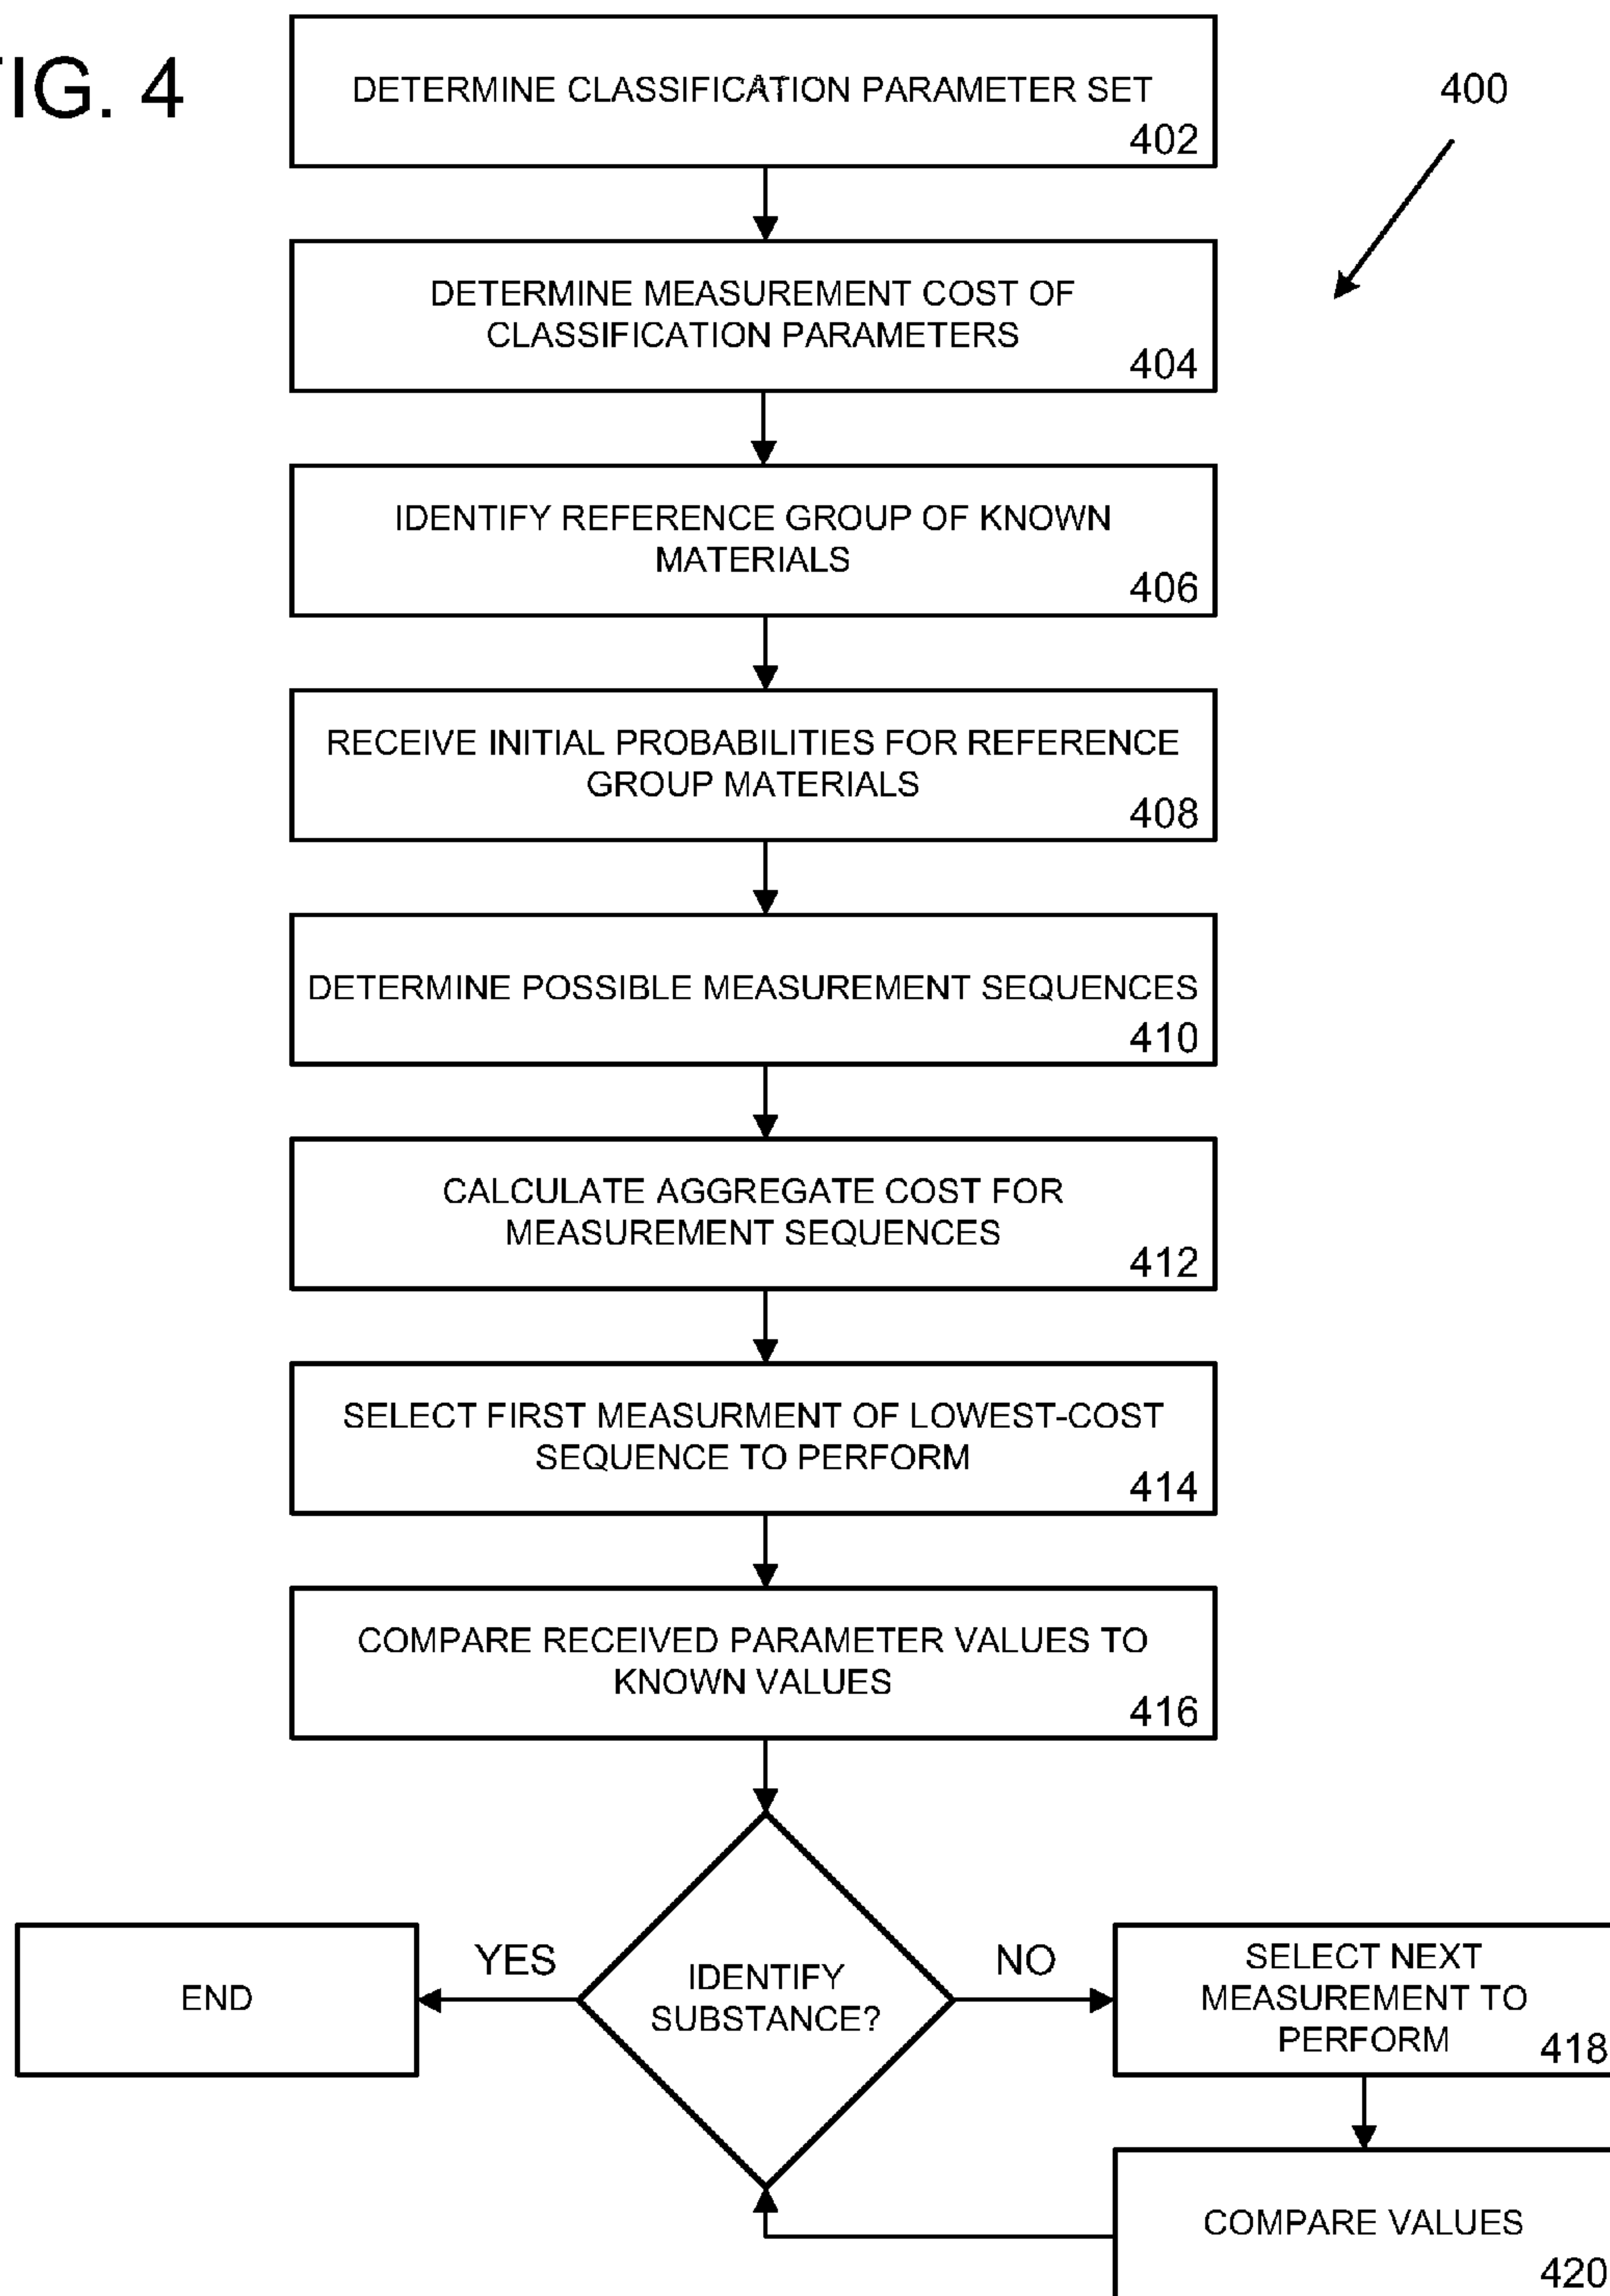 IG. 4
DETERMINE CLASSIFICATION PARAMETER SET
402
400
DETERMINE MEASUREMENT COST OF
CLASSIFICATION PARAMETERS
404
IDENTIFY REFERENCE GROUP OF KNOWN
MATERIALS
406
RECEIVE INITIAL PROBABILITIES FOR REFERENCE
GROUP MATERIALS
408
DETERMINE POSSIBLE MEASUREMENT SEQUENCES
410
CALCULATE AGGREGATE COST FOR
MEASUREMENT SEQUENCES
412
SELECT FIRST MEASURMENT OF LOWEST-COST
SEQUENCE TO PERFORM
414
COMPARE RECEIVED PARAMETER VALUES TO
KNOWN VALUES
416
END
YES
IDENTIFY
SUBSTANCE?
NO
SELECT NEXT
MEASUREMENT TO
PERFORM
418
COMPARE VALUES
420